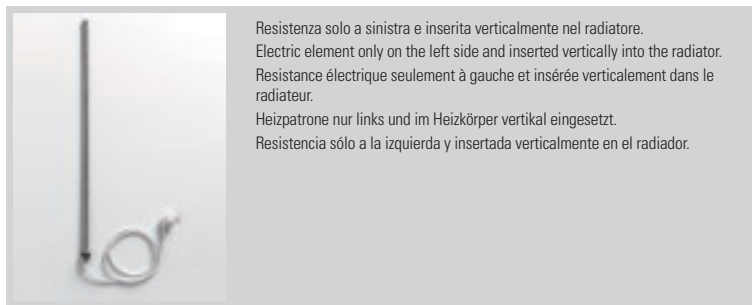 Resistenza solo a sinistra e inserita verticalmente nel radiatore.
Electric element only on the left side and inserted vertically into the radiator.
Resistance électrique seulement à gauche et insérée verticalement dans le
radiateur.
Heizpatrone nur links und im Heizkörper vertikal eingesetzt.
Resistencia sólo a la izquierda y insertada verticalmente en el radiador.